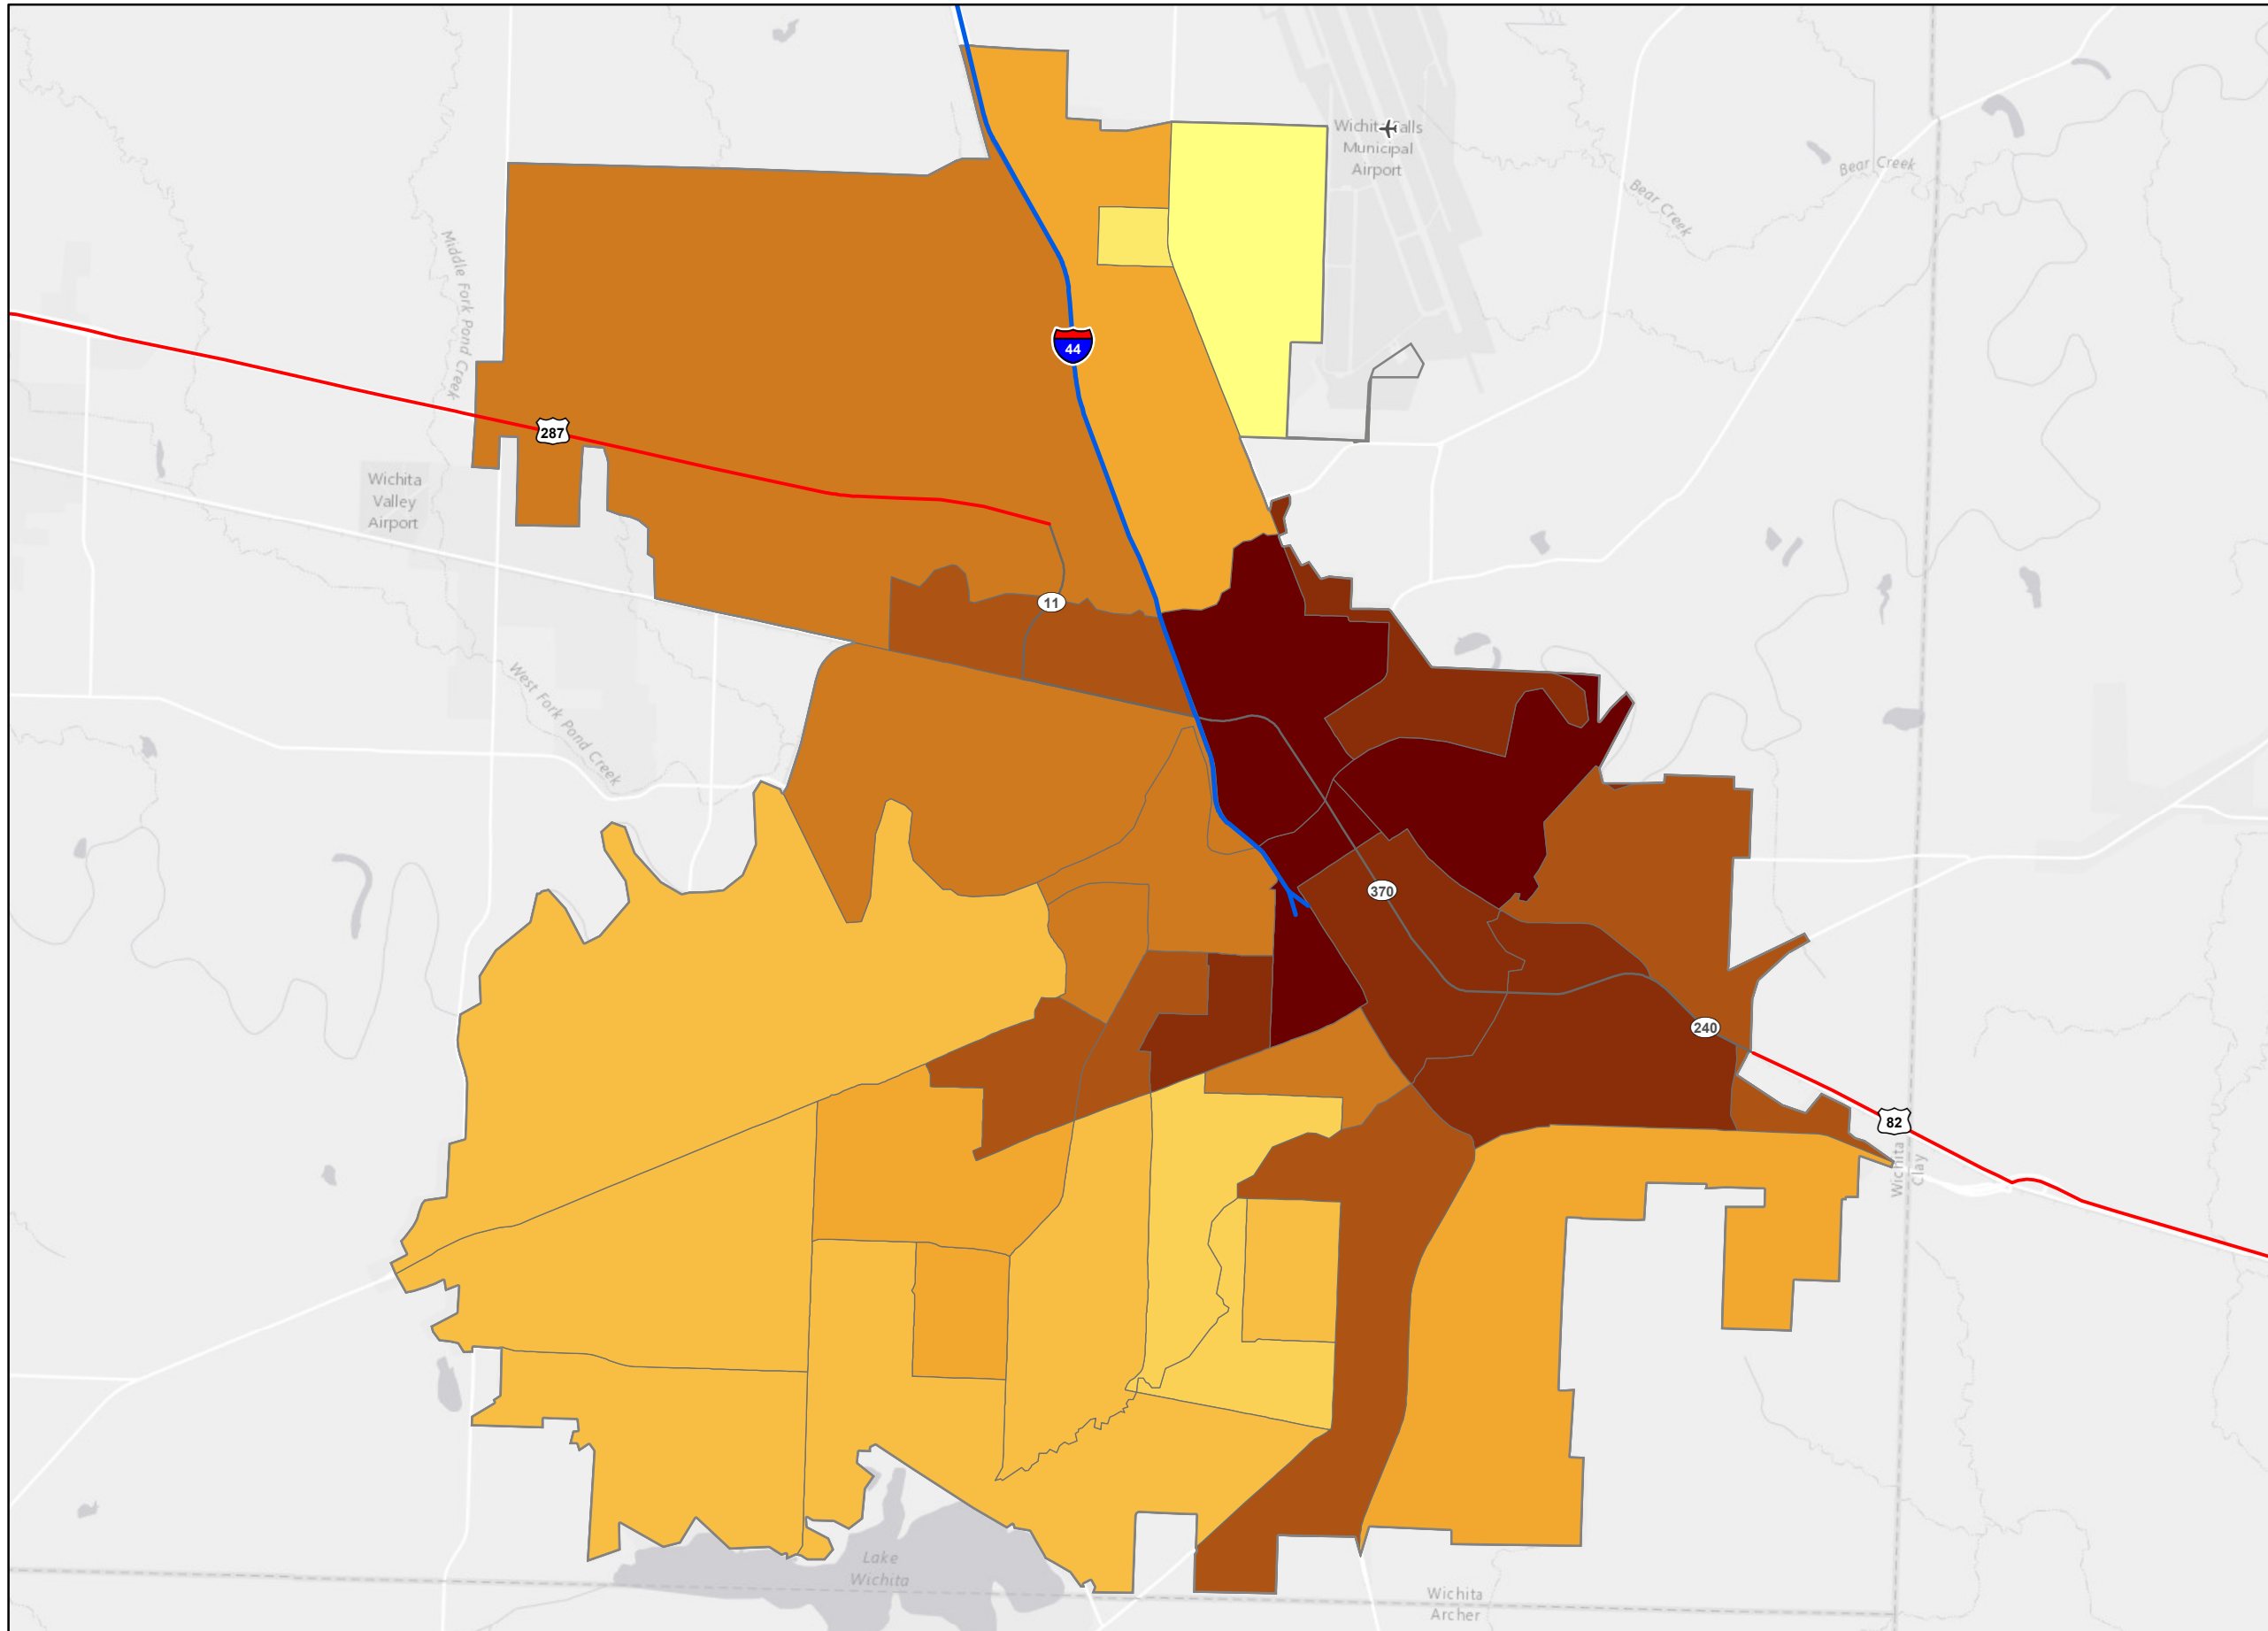 Wichita Falls
Municipal
Airport
Bear Creek
Bear Creek
Middle Fork Pond Creek
44
287
Wichita
Valley
Airport
11
West Fork Pond Creek
370
240
82
Wichita
Clay
Lake
Wichita
Wichita
Archer